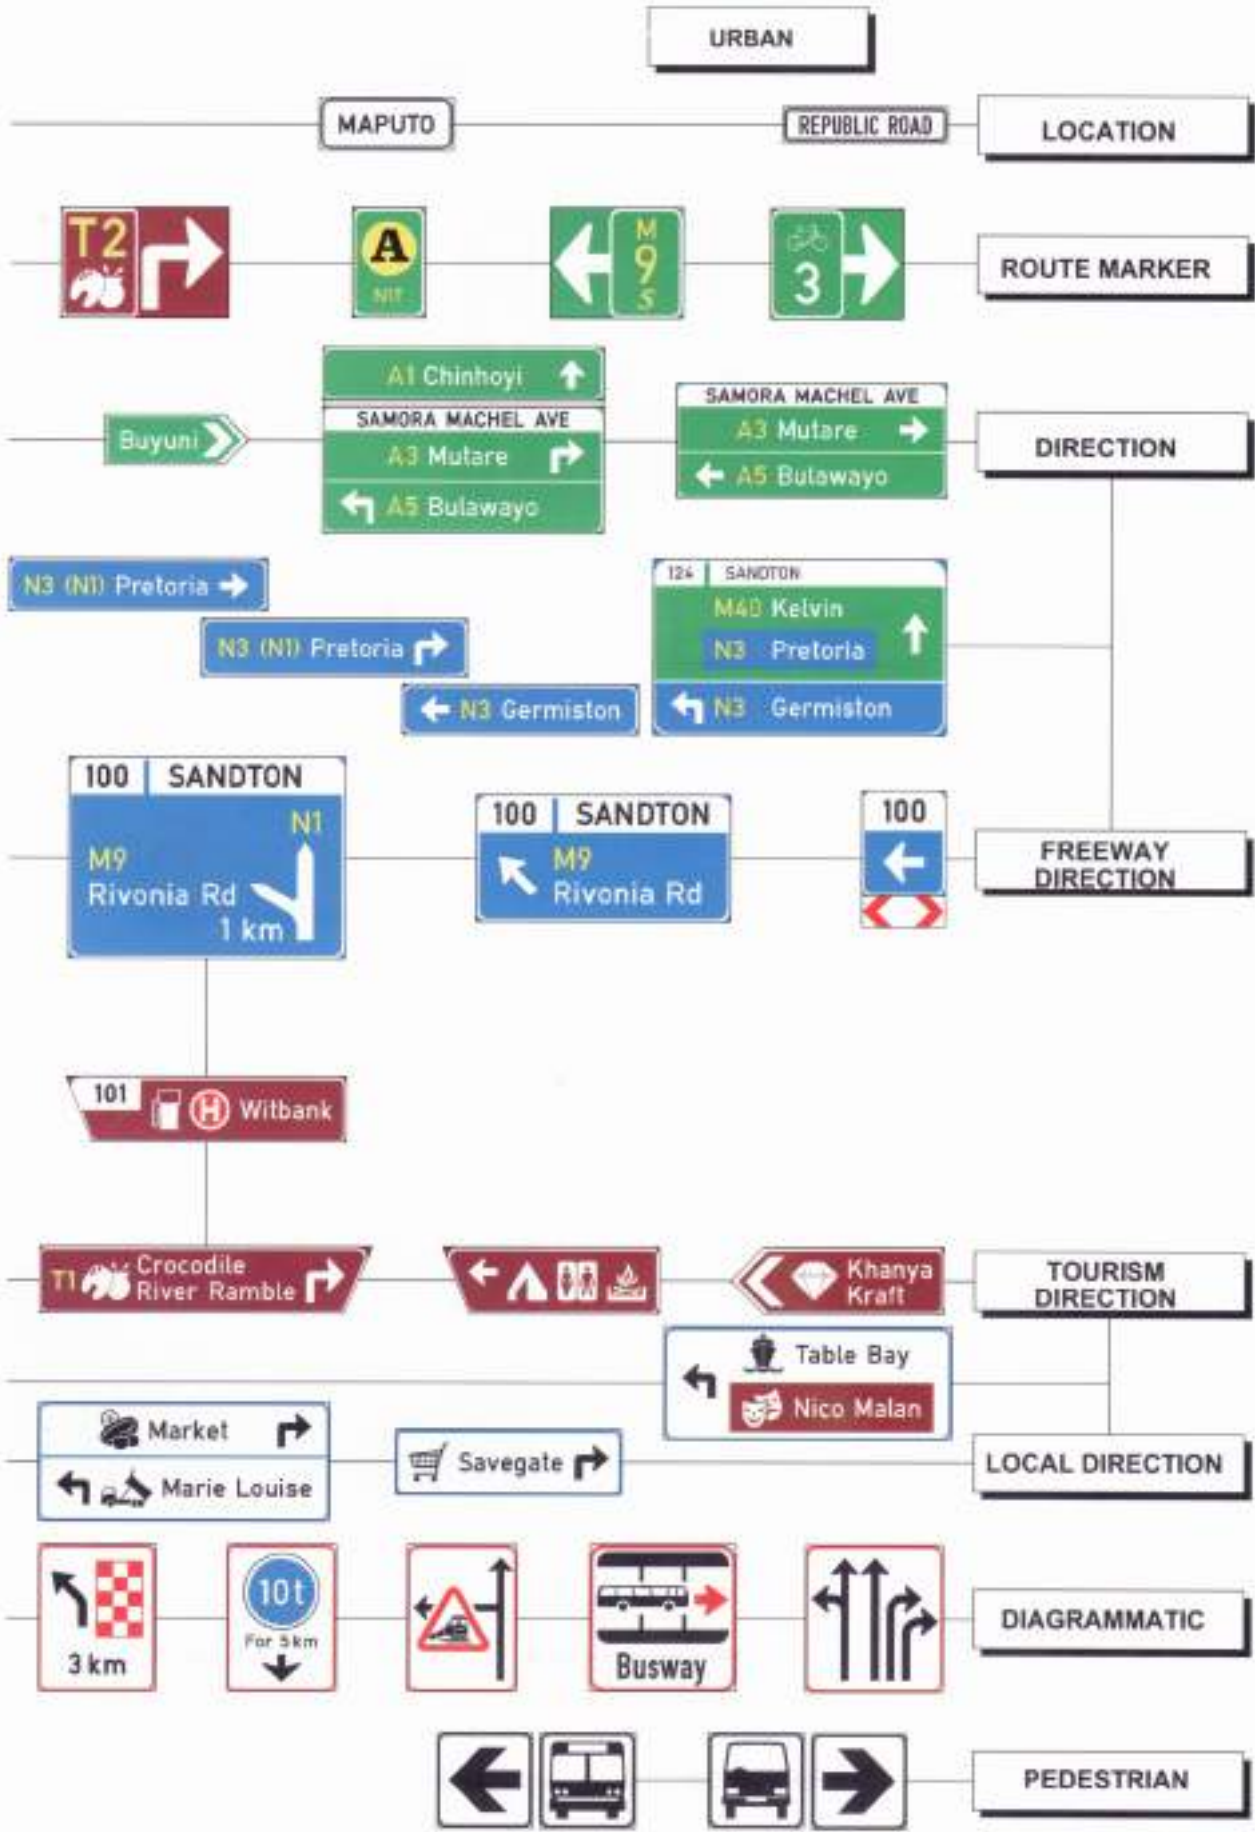 URBAN
MAPUTO
REPUBLIC ROAD
LOCATION
T2
A
N17
M
9
S
3
ROUTE MARKER
Buyuni
A1 Chinhoyi
SAMORA MACHEL AVE
A3 Mutare
A5 Bulawayo
SAMORA MACHEL AVE
A3 Mutare
A5 Bulawayo
DIRECTION
N3 (N1) Pretoria
N3 (N1) Pretoria
N3 Germiston
124 SANDTON
M40 Kelvin
N3 Pretoria
N3 Germiston
100 SANDTON
N1
M9
Rivonia Rd
1 km
100 SANDTON
M9
Rivonia Rd
100
FREEWAY
DIRECTION
101 H Witbank
T1 Crocodile
River Ramble
Khanya
Kraft
TOURISM
DIRECTION
Table Bay
Nico Malan
Market
Marie Louise
Savegate
LOCAL DIRECTION
3 km
10t
For 5km
Busway
DIAGRAMMATIC
PEDESTRIAN